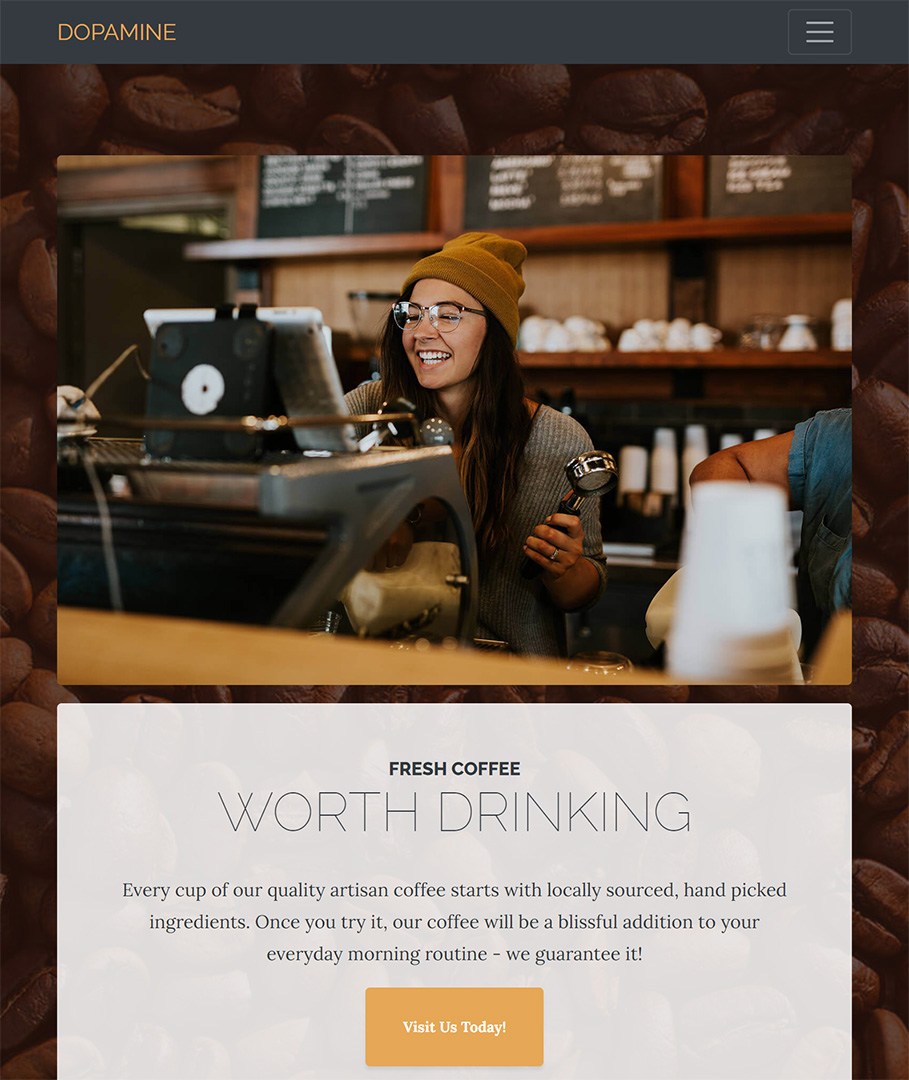 DOPAMINE
FRESH COFFEE
WORTH DRINKING
Every cup of our quality artisan coffee starts with locally sourced, hand picked
ingredients. Once you try it, our coffee will be a blissful addition to your
everyday morning routine - we guarantee it!
Visit Us Today!